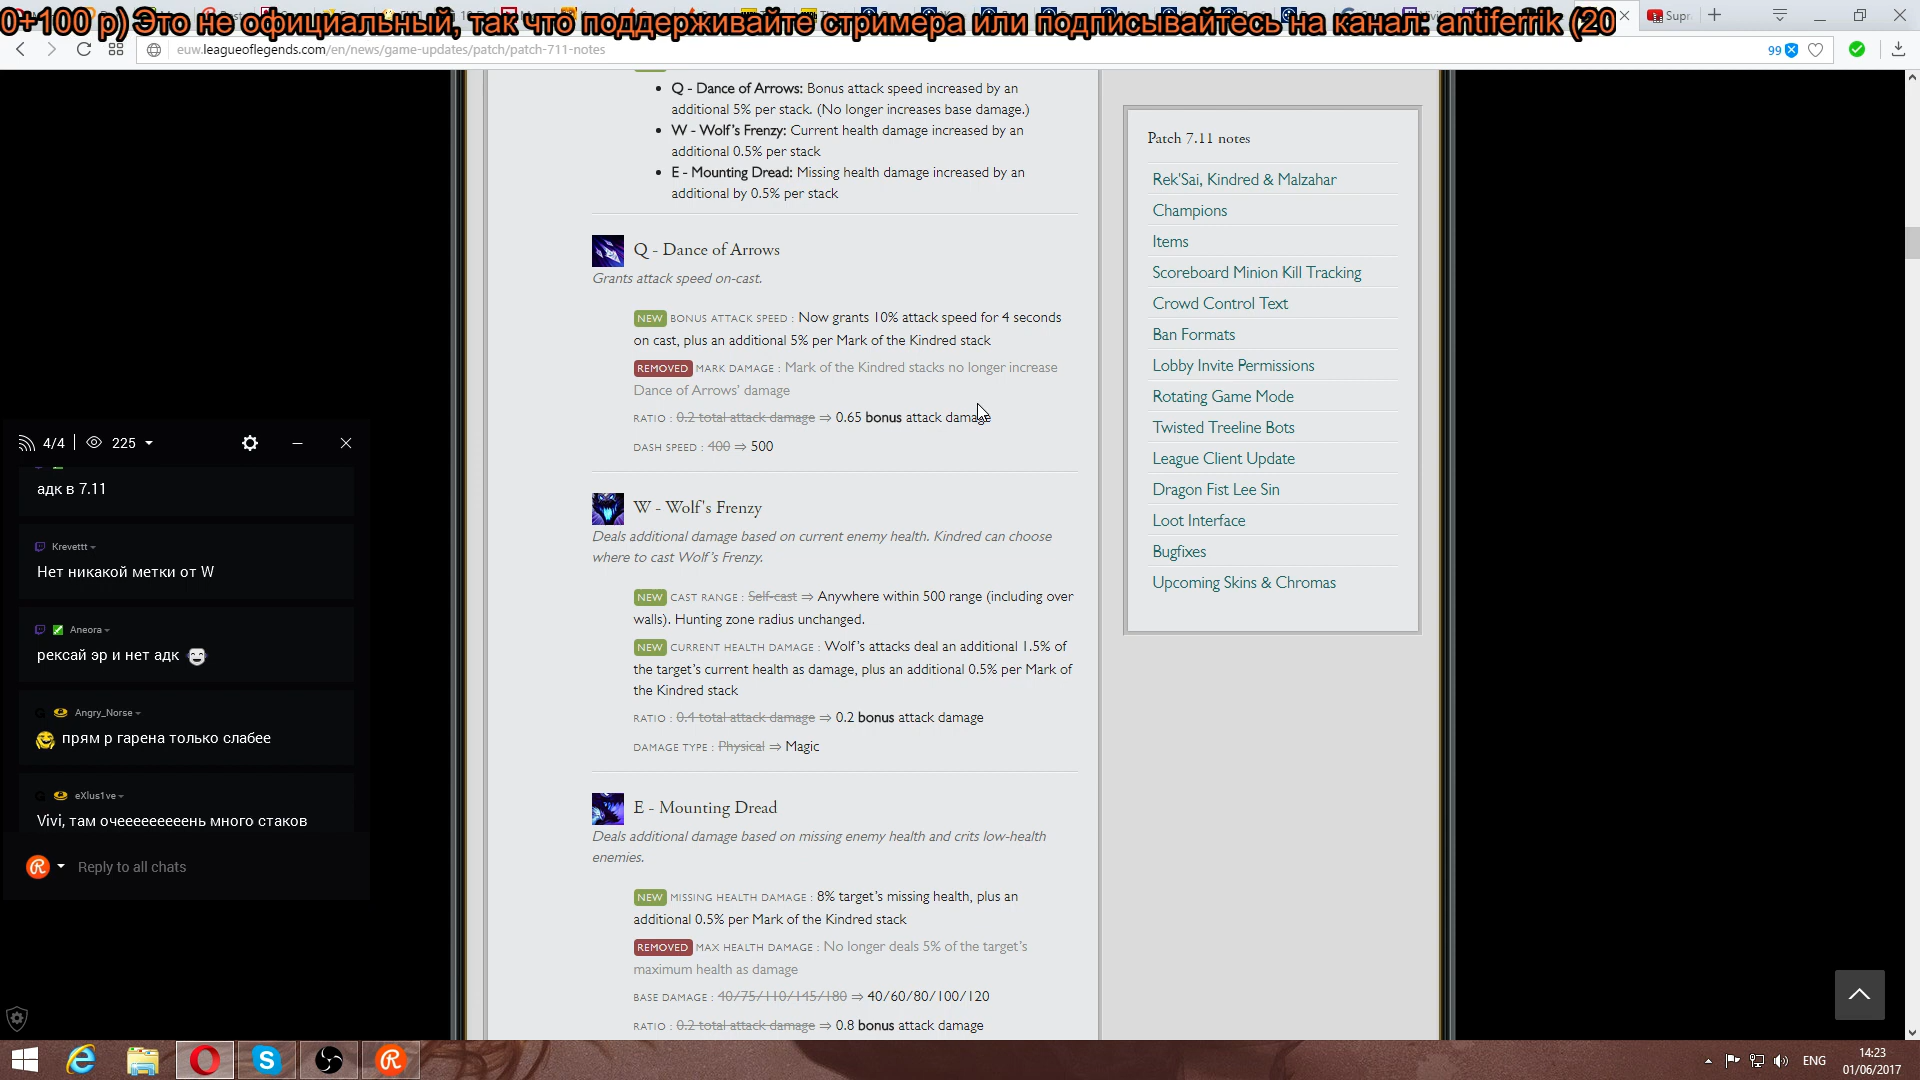 0+100 р) Это не официальный, так что поддерживайте стримера или подписывайтесь на канал: antiferrik (20
Supr
euw.leagueoflegends.com/en/news/game-updates/patch/patch-711-notes
99
Q - Dance of Arrows: Bonus attack speed increased by an
additional 5% per stack. (No longer increases base damage.)
W - Wolf's Frenzy: Current health damage increased by an
additional 0.5% per stack
E - Mounting Dread: Missing health damage increased by an
additional by 0.5% per stack
Q - Dance of Arrows
Grants attack speed on-cast.
NEW BONUS ATTACK SPEED : Now grants 10% attack speed for 4 seconds
on cast, plus an additional 5% per Mark of the Kindred stack
REMOVED MARK DAMAGE : Mark of the Kindred stacks no longer increase
Dance of Arrows' damage
RATIO : 0.2 total attack damage ⇒ 0.65 bonus attack damage
DASH SPEED : 400 ⇒ 500
W - Wolf's Frenzy
Deals additional damage based on current enemy health. Kindred can choose
where to cast Wolf's Frenzy.
NEW CAST RANGE : Self-cast ⇒ Anywhere within 500 range (including over
walls). Hunting zone radius unchanged.
NEW CURRENT HEALTH DAMAGE : Wolf's attacks deal an additional 1.5% of
the target's current health as damage, plus an additional 0.5% per Mark of
the Kindred stack
RATIO : 0.4 total attack damage ⇒ 0.2 bonus attack damage
DAMAGE TYPE : Physical ⇒ Magic
E - Mounting Dread
Deals additional damage based on missing enemy health and crits low-health
enemies.
NEW MISSING HEALTH DAMAGE : 8% target's missing health, plus an
additional 0.5% per Mark of the Kindred stack
REMOVED MAX HEALTH DAMAGE : No longer deals 5% of the target's
maximum health as damage
BASE DAMAGE : 40/75/110/145/180 ⇒ 40/60/80/100/120
RATIO : 0.2 total attack damage ⇒ 0.8 bonus attack damage
Patch 7.11 notes
Rek'Sai, Kindred & Malzahar
Champions
Items
Scoreboard Minion Kill Tracking
Crowd Control Text
Ban Formats
Lobby Invite Permissions
Rotating Game Mode
Twisted Treeline Bots
League Client Update
Dragon Fist Lee Sin
Loot Interface
Bugfixes
Upcoming Skins & Chromas
4/4 225
адк в 7.11
Krevettt
Нет никакой метки от W
Aneora
рексай эр и нет адк
Angry_Norse
прям р гарена только слабее
eXlus1ve
Vivi, там очееeeeeeeень много стаков
Reply to all chats
ENG
14:23
01/06/2017